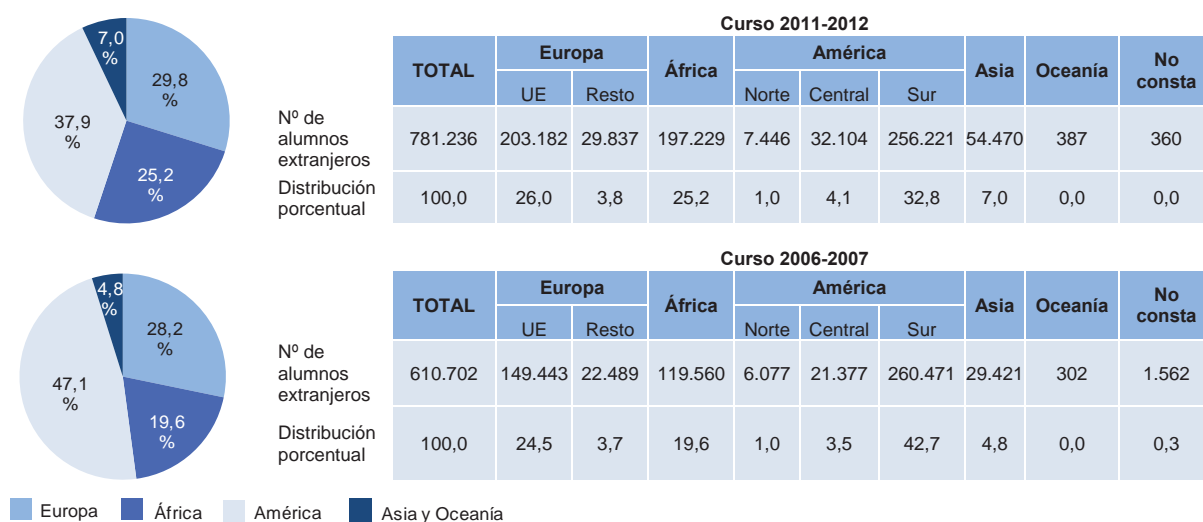 7,0
%
29,8
%
37,9
%
25,2
%
Curso 2011-2012
TOTAL Europa África América Asia Oceanía No consta
UE Resto Norte Central Sur
Nº de
alumnos
extranjeros
781.236 203.182 29.837 197.229 7.446 32.104 256.221 54.470 387 360
Distribución
porcentual
100,0 26,0 3,8 25,2 1,0 4,1 32,8 7,0 0,0 0,0
4,8
%
28,2
%
47,1
%
19,6
%
Curso 2006-2007
TOTAL Europa África América Asia Oceanía No consta
UE Resto Norte Central Sur
Nº de
alumnos
extranjeros
610.702 149.443 22.489 119.560 6.077 21.377 260.471 29.421 302 1.562
Distribución
porcentual
100,0 24,5 3,7 19,6 1,0 3,5 42,7 4,8 0,0 0,3
Europa África América Asia y Oceanía